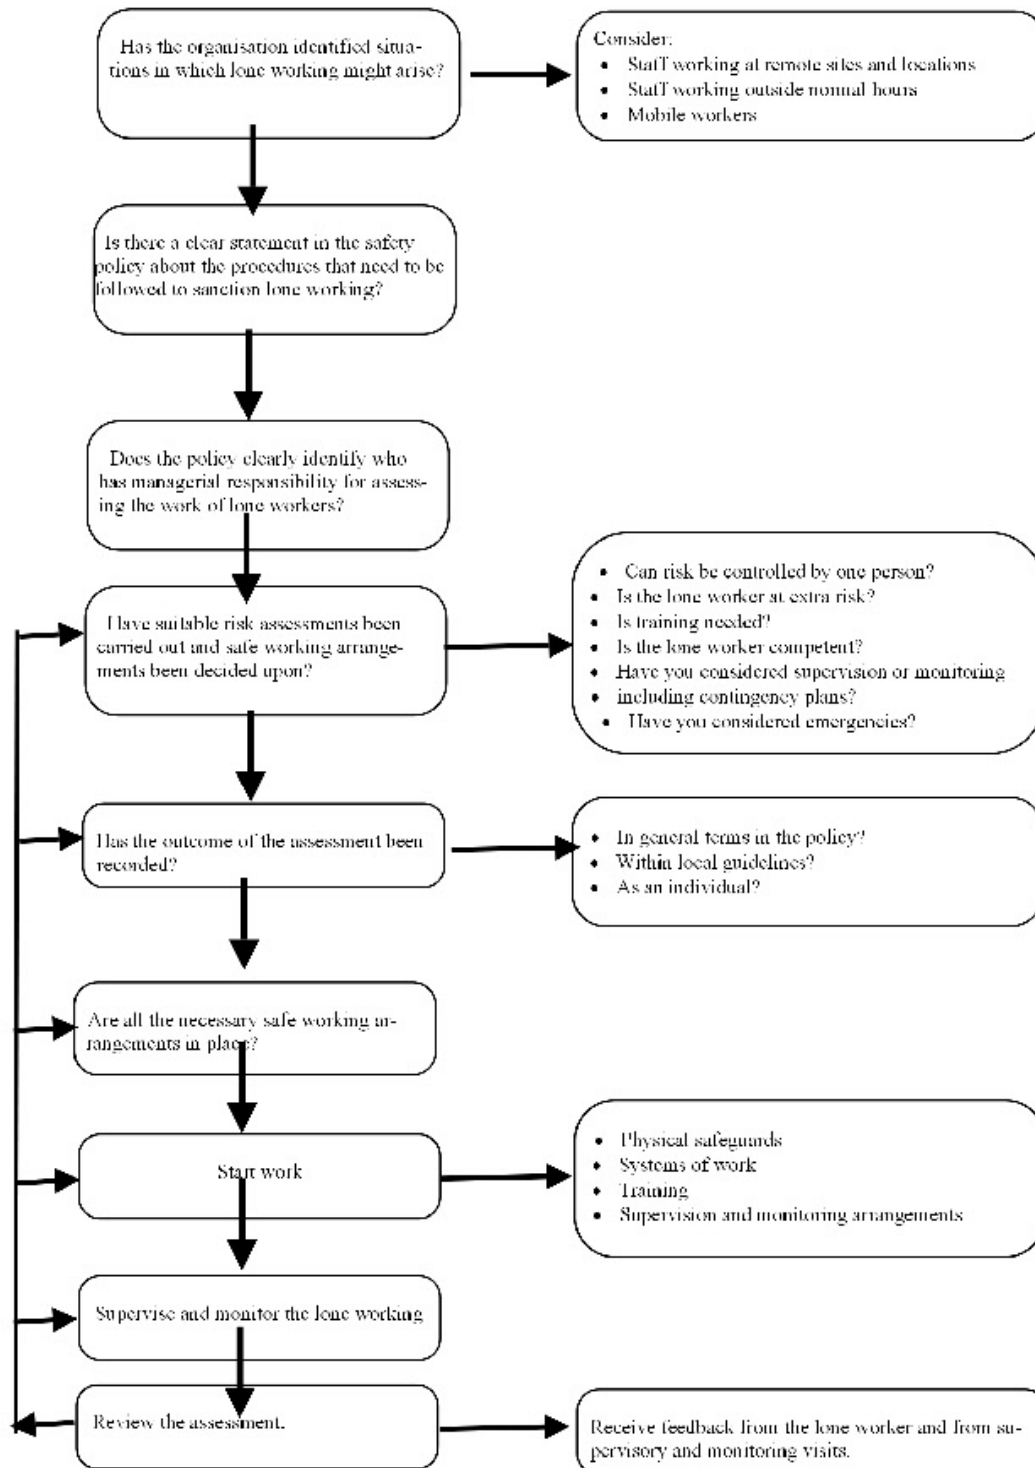 Has the organisation identified situa-
tions in which lone working might arise?
Consider:
• Staff working at remote sites and locations
• Staff working outside normal hours
• Mobile workers
Is there a clear statement in the safety
policy about the procedures that need to be
followed to sanction lone working?
Does the policy clearly identify who
has managerial responsibility for assess-
ing the work of lone workers?
Have suitable risk assessments been
carried out and safe working arrange-
ments been decided upon?
• Can risk be controlled by one person?
• Is the lone worker at extra risk?
• Is training needed?
• Is the lone worker competent?
• Have you considered supervision or monitoring
• including contingency plans?
• Have you considered emergencies?
Has the outcome of the assessment been
recorded?
• In general terms in the policy?
• Within local guidelines?
• As an individual?
Are all the necessary safe working ar-
rangements in place?
Start work
• Physical safeguards
• Systems of work
• Training
• Supervision and monitoring arrangements
Supervise and monitor the lone working
Review the assessment.
Receive feedback from the lone worker and from su-
pervisory and monitoring visits.